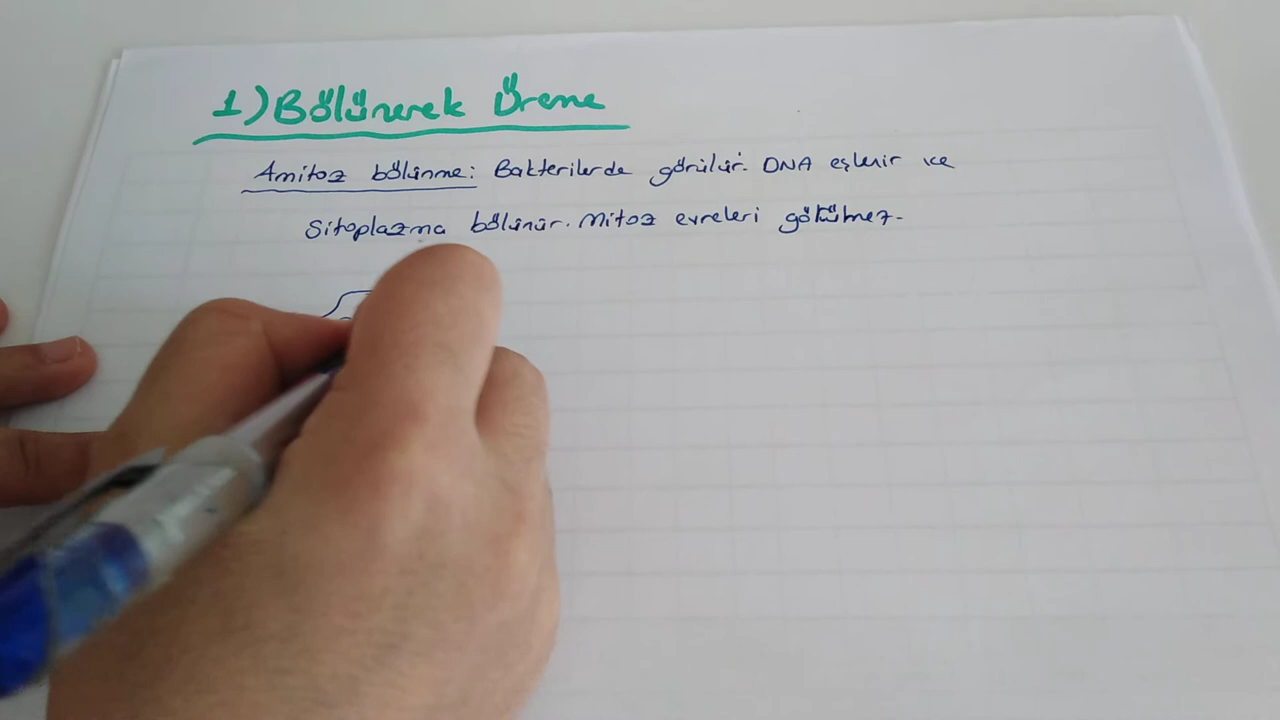 1) Bölünerek Üreme
Amitoz bölünme: Bakterilerde görülür. DNA eşlenir ve
Sitoplazma bölünür. Mitoz evreleri görülmez.